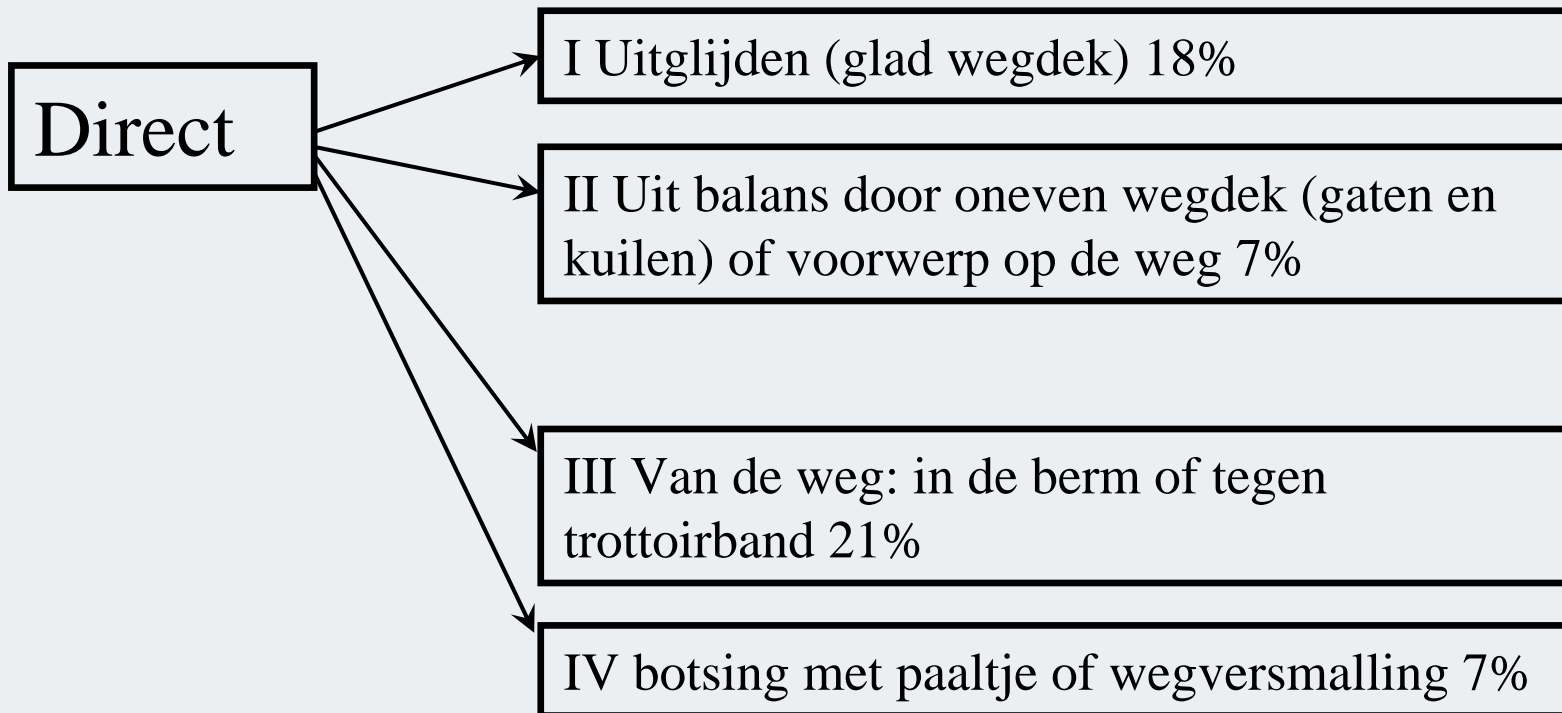 Direct
I Uitglijden (glad wegdek) 18%
II Uit balans door oneven wegdek (gaten en
kuilen) of voorwerp op de weg 7%
III Van de weg: in de berm of tegen
trottoirband 21%
IV botsing met paaltje of wegversmalling 7%